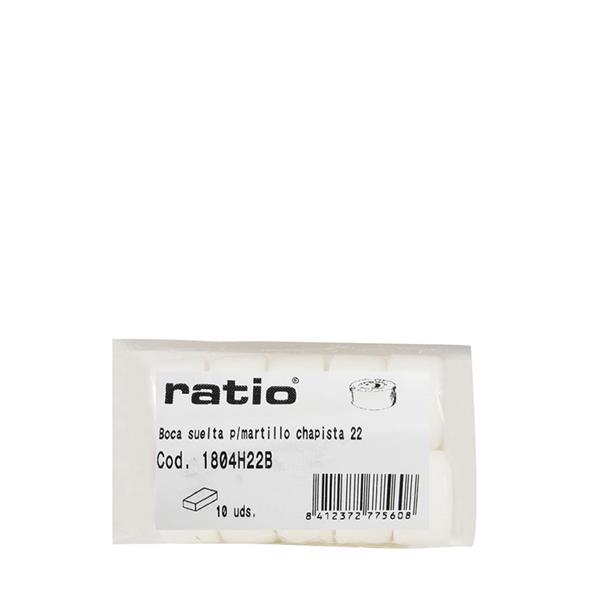 ratio®
Boca suelta p/martillo chapista 22
Cod. 1804H22B
10 uds.
8 412372 775608